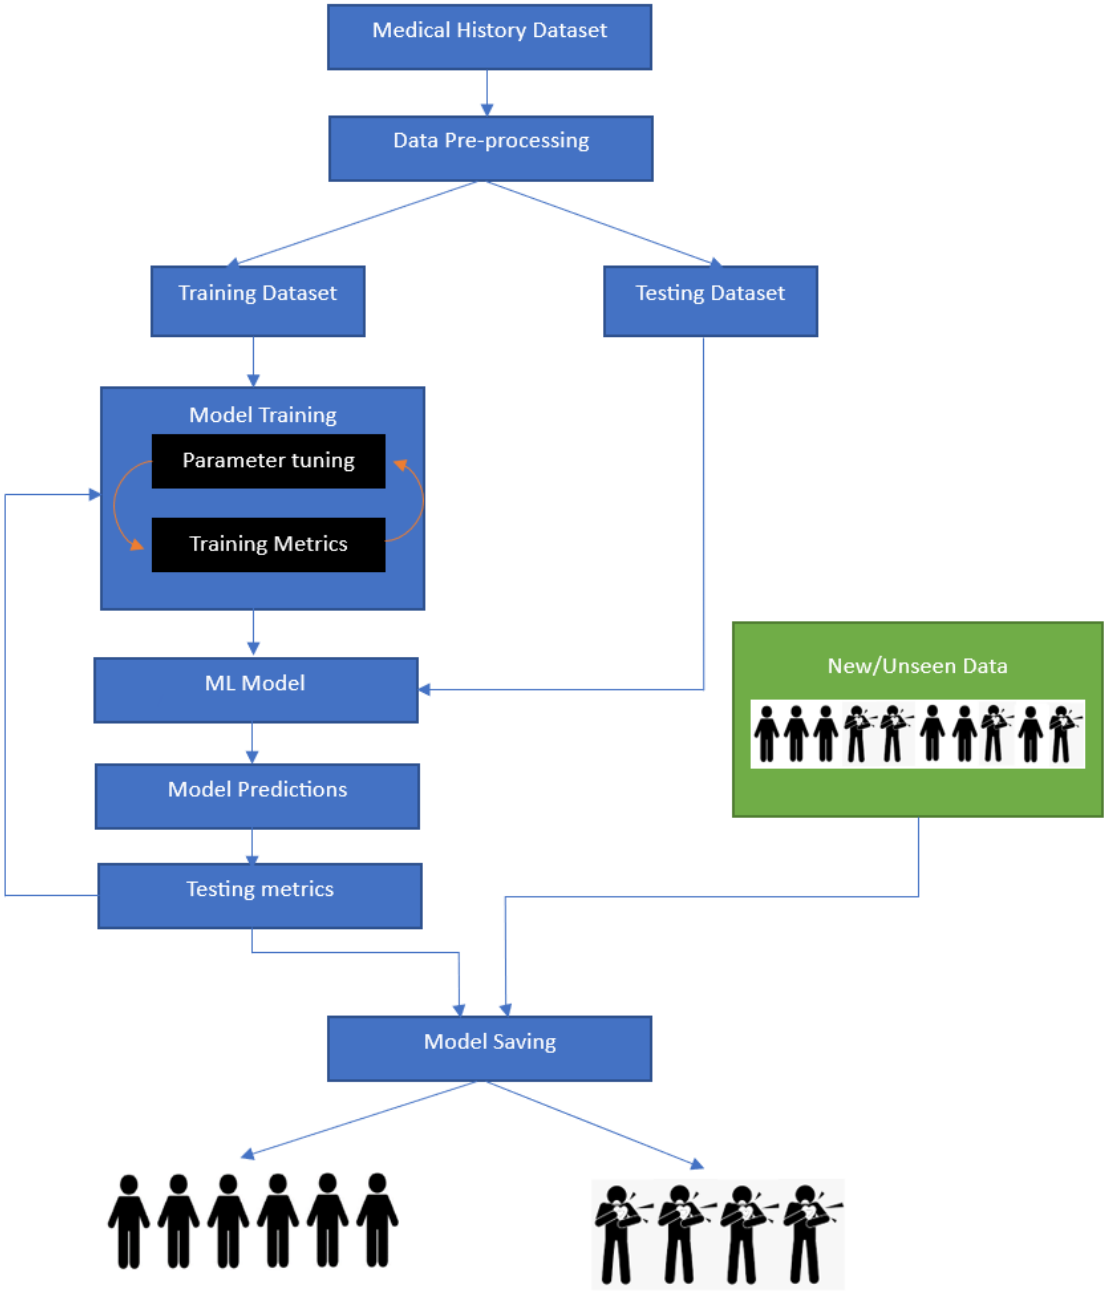 Medical History Dataset
Data Pre-processing
Training Dataset
Testing Dataset
Model Training
Parameter tuning
Training Metrics
ML Model
New/Unseen Data
Model Predictions
Testing metrics
Model Saving